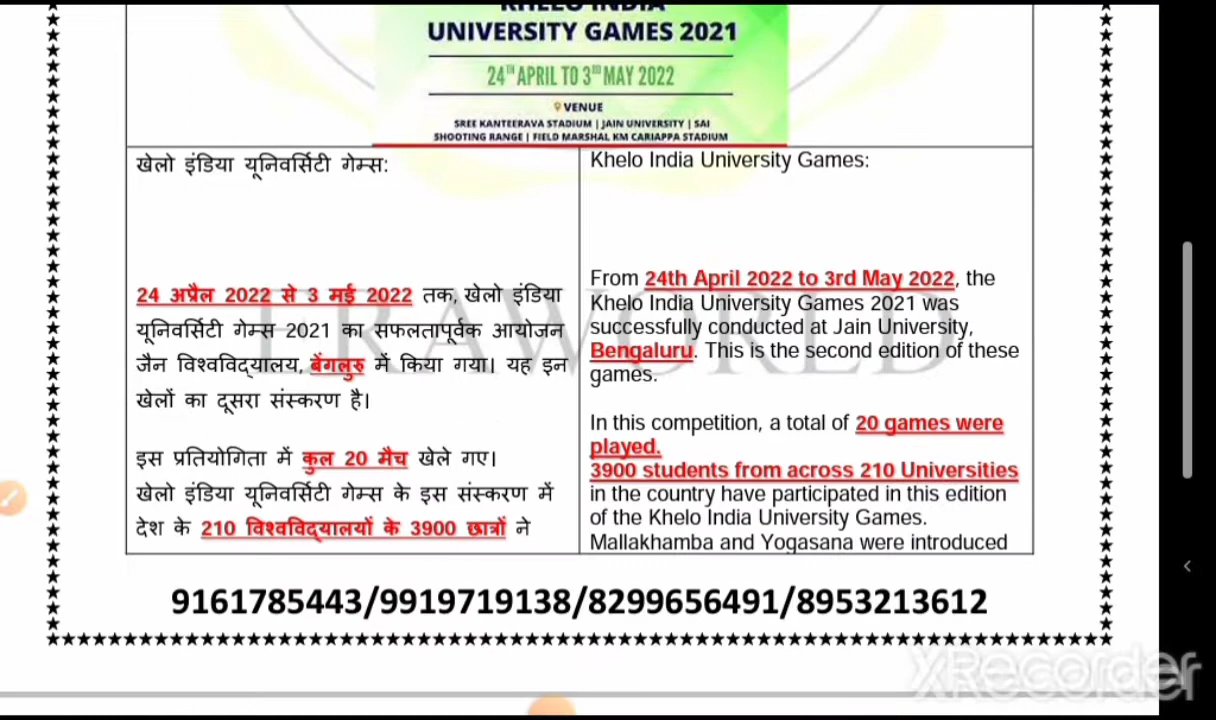 KHELO INDIA
UNIVERSITY GAMES 2021
24TH APRIL TO 3RD MAY 2022
VENUE
SREE KANTEERAVA STADIUM | JAIN UNIVERSITY | SAI
SHOOTING RANGE | FIELD MARSHAL KM CARIAPPA STADIUM
खेलो इंडिया यूनिवर्सिटी गेम्स:
24 अप्रैल 2022 से 3 मई 2022 तक, खेलो इंडिया
यूनिवर्सिटी गेम्स 2021 का सफलतापूर्वक आयोजन
जैन विश्वविद्यालय, बेंगलुरु में किया गया। यह इन
खेलों का दूसरा संस्करण है।
इस प्रतियोगिता में कुल 20 मैच खेले गए।
खेलो इंडिया यूनिवर्सिटी गेम्स के इस संस्करण में
देश के 210 विश्वविद्यालयों के 3900 छात्रों ने
Khelo India University Games:
From 24th April 2022 to 3rd May 2022, the
Khelo India University Games 2021 was
successfully conducted at Jain University,
Bengaluru. This is the second edition of these
games.
In this competition, a total of 20 games were
played.
3900 students from across 210 Universities
in the country have participated in this edition
of the Khelo India University Games.
Mallakhamba and Yogasana were introduced
9161785443/9919719138/8299656491/8953213612
XRecorder